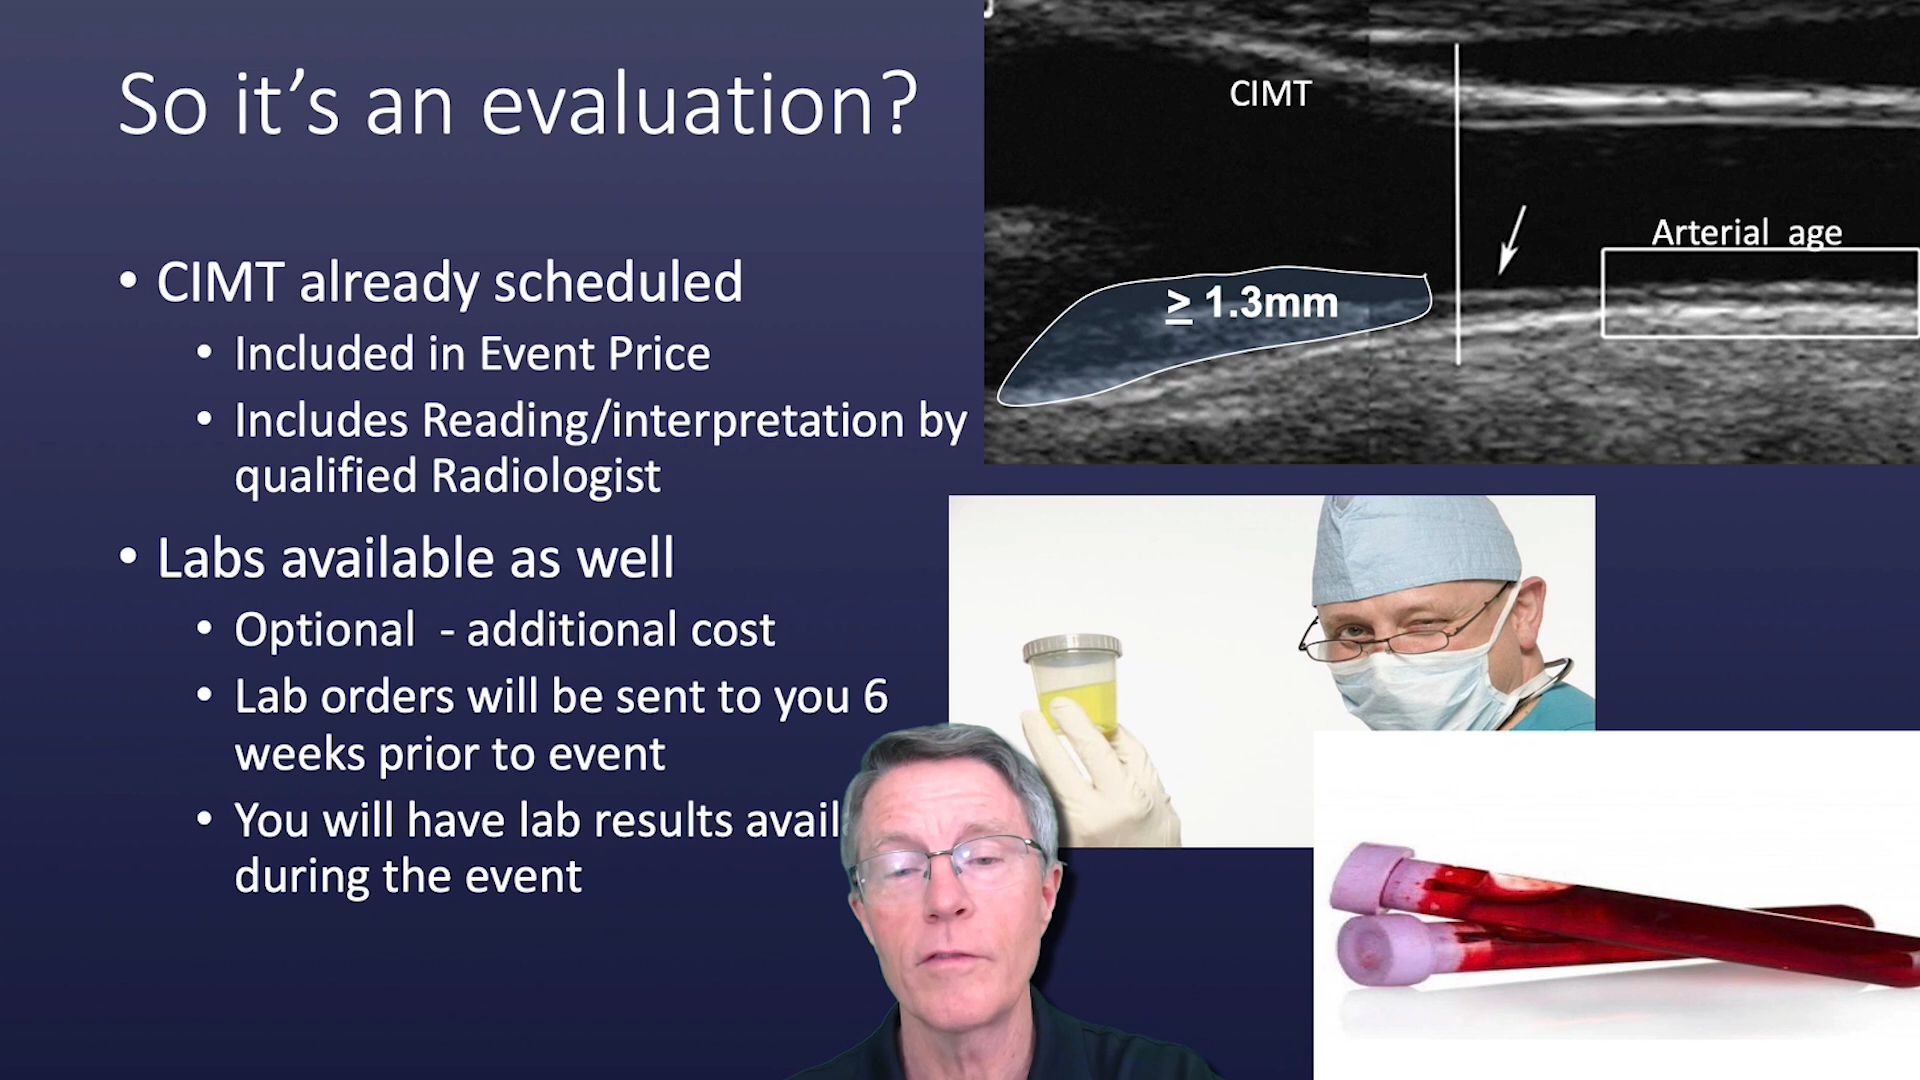 So it’s an evaluation?
• CIMT already scheduled
• Included in Event Price
• Includes Reading/interpretation by
qualified Radiologist
• Labs available as well
• Optional  - additional cost
• Lab orders will be sent to you 6
weeks prior to event
• You will have lab results avail
during the event
CIMT
Arterial  age
≥ 1.3mm